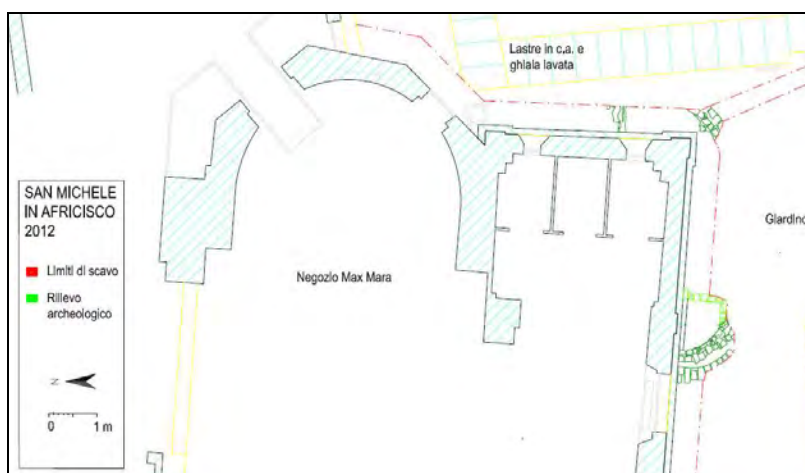 Lastre in c.a. e
ghiaia lavata
SAN MICHELE
IN AFRICISCO
2012
Limiti di scavo
Rilievo
archeologico
N
0 1 m
Negozio Max Mara
Giardino